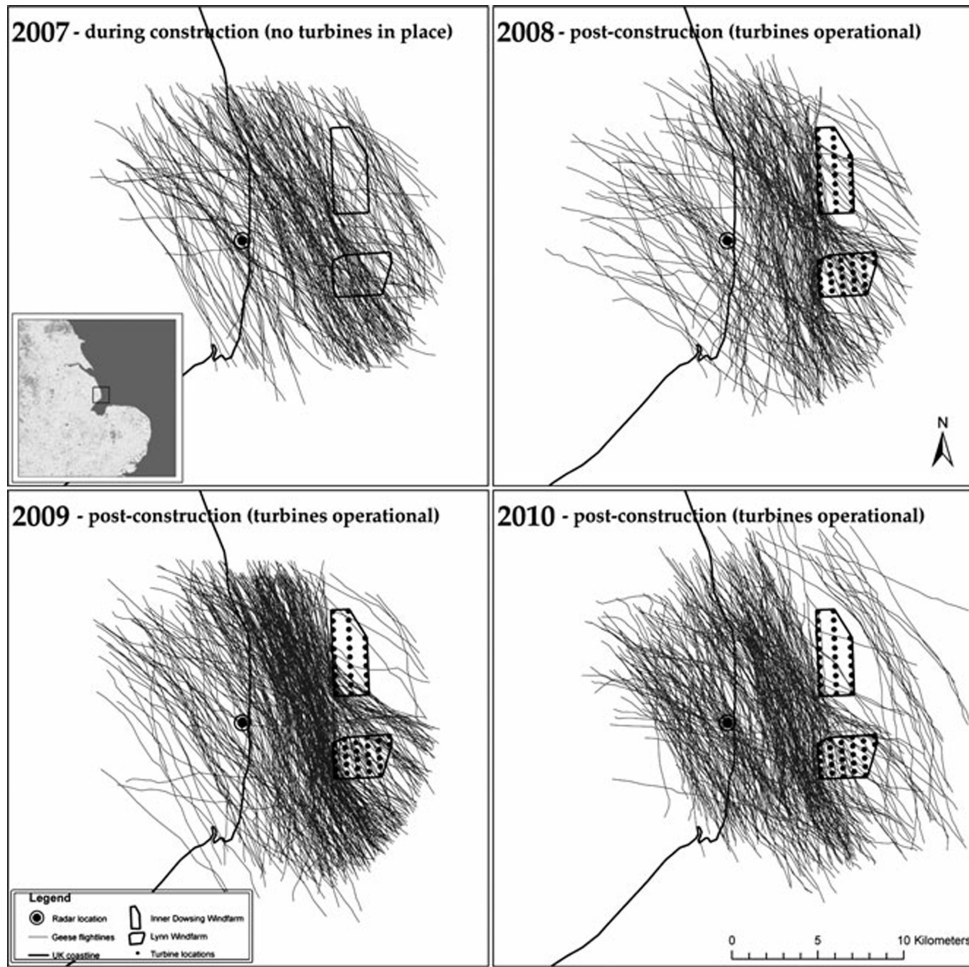 2007 - during construction (no turbines in place)
2008 - post-construction (turbines operational)
N
2009 - post-construction (turbines operational)
2010 - post-construction (turbines operational)
Legend
Radar location
Geese flightlines
UK coastline
Inner Dowsing Windfarm
Lynn Windfarm
Turbine locations
0 5 10 Kilometers